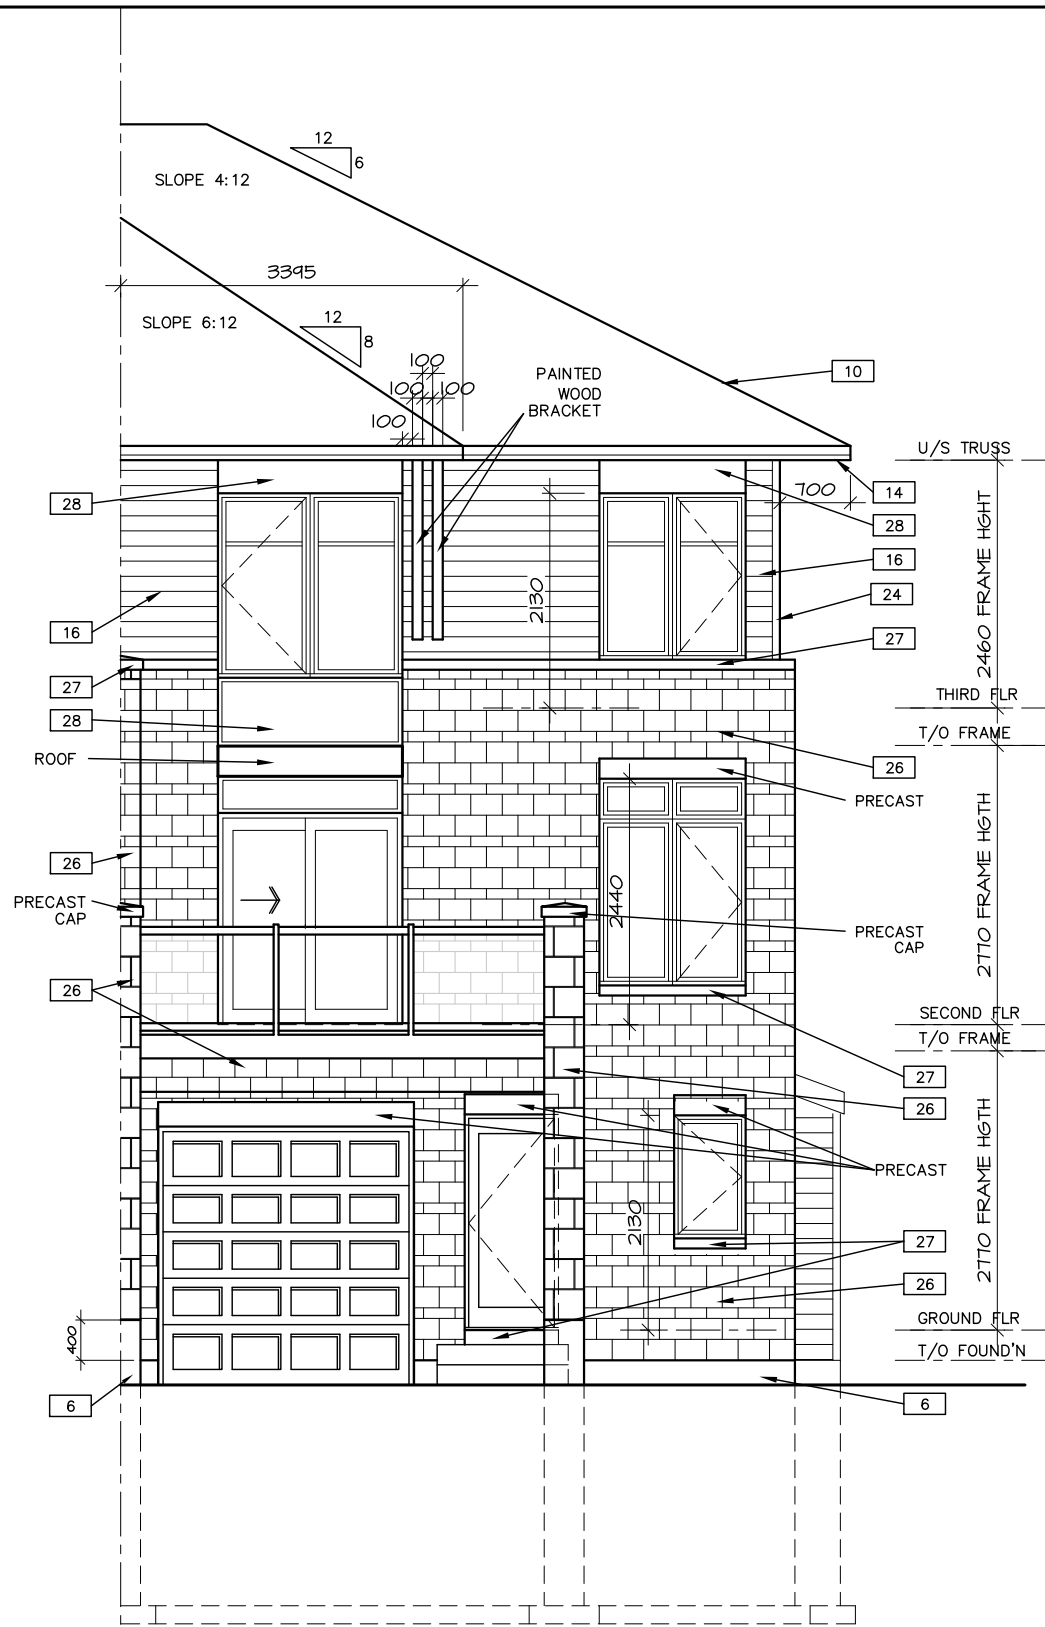 12
6
SLOPE 4:12
3395
SLOPE 6:12
12
8
100
100
100
100
PAINTED
WOOD
BRACKET
10
U/S TRUSS
28
700
14
28
16
24
2130
2460 FRAME HGHT
16
27
27
THIRD FLR
28
T/O FRAME
ROOF
26
PRECAST
26
2770 FRAME HGTH
2440
PRECAST
CAP
PRECAST
CAP
26
SECOND FLR
T/O FRAME
27
26
PRECAST
2770 FRAME HGTH
2130
27
26
400
GROUND FLR
T/O FOUND'N
6
6